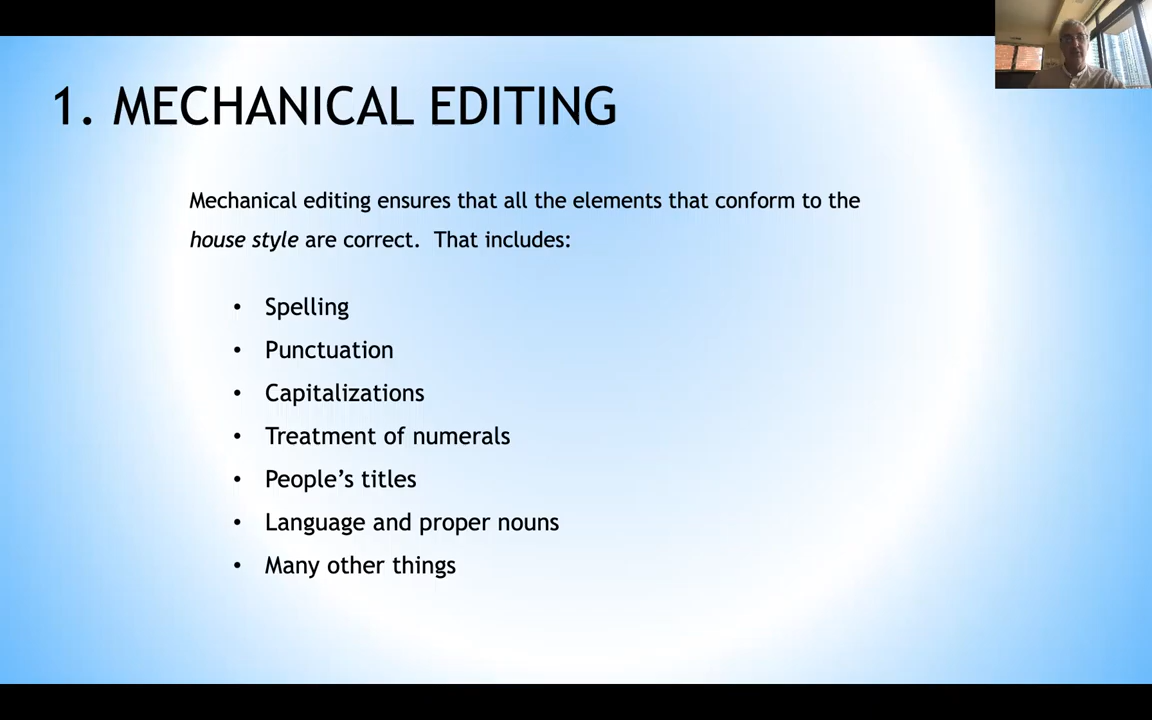 1. MECHANICAL EDITING
Mechanical editing ensures that all the elements that conform to the
house style are correct.  That includes:
• Spelling
• Punctuation
• Capitalizations
• Treatment of numerals
• People’s titles
• Language and proper nouns
• Many other things